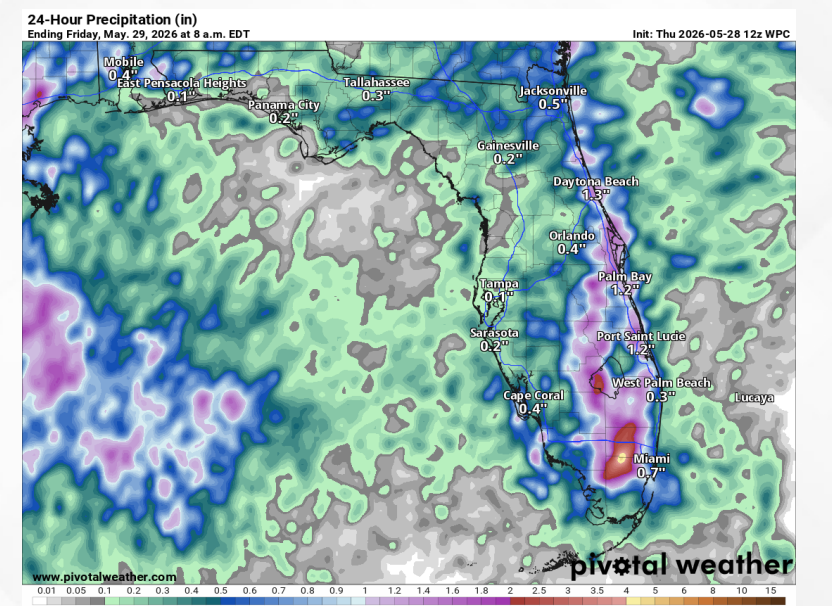 24-Hour Precipitation (in)
Ending Friday, May. 29, 2026 at 8 a.m. EDT
Init: Thu 2026-05-28 12z WPC
Mobile
0.4"
East Pensacola Heights
0.1"
Panama City
0.2"
Tallahassee
0.3"
Jacksonville
0.5"
Gainesville
0.2"
Daytona Beach
1.3"
Orlando
0.4"
Palm Bay
1.2"
Tampa
0.1"
Sarasota
0.2"
Port Saint Lucie
1.2"
West Palm Beach
0.3"
Cape Coral
0.4"
Lucaya
Miami
0.7"
www.pivotalweather.com
pivotal weather
0.01 0.05 0.1 0.2 0.3 0.4 0.5 0.6 0.7 0.8 0.9 1 1.2 1.4 1.6 1.8 2 2.5 3 3.5 4 5 6 8 10 15